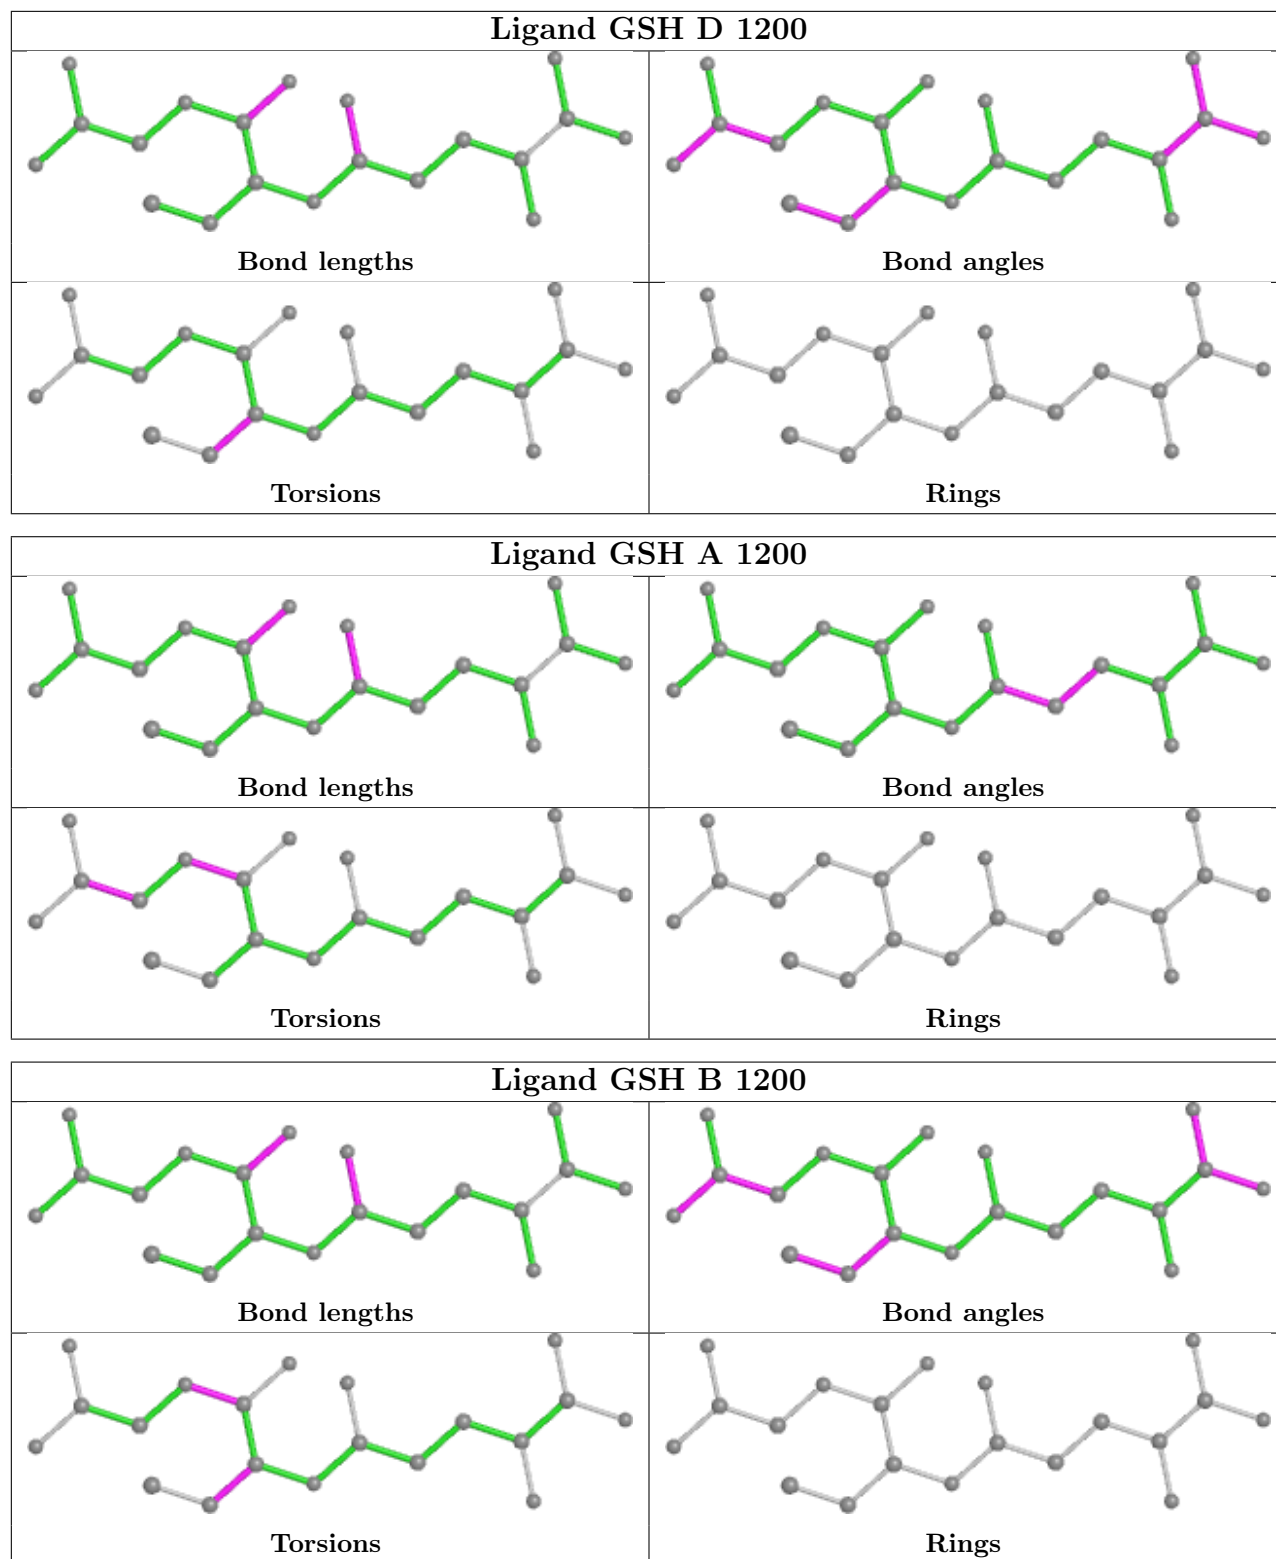 Ligand GSH D 1200
Bond lengths
Bond angles
Torsions
Rings
Ligand GSH A 1200
Bond lengths
Bond angles
Torsions
Rings
Ligand GSH B 1200
Bond lengths
Bond angles
Torsions
Rings